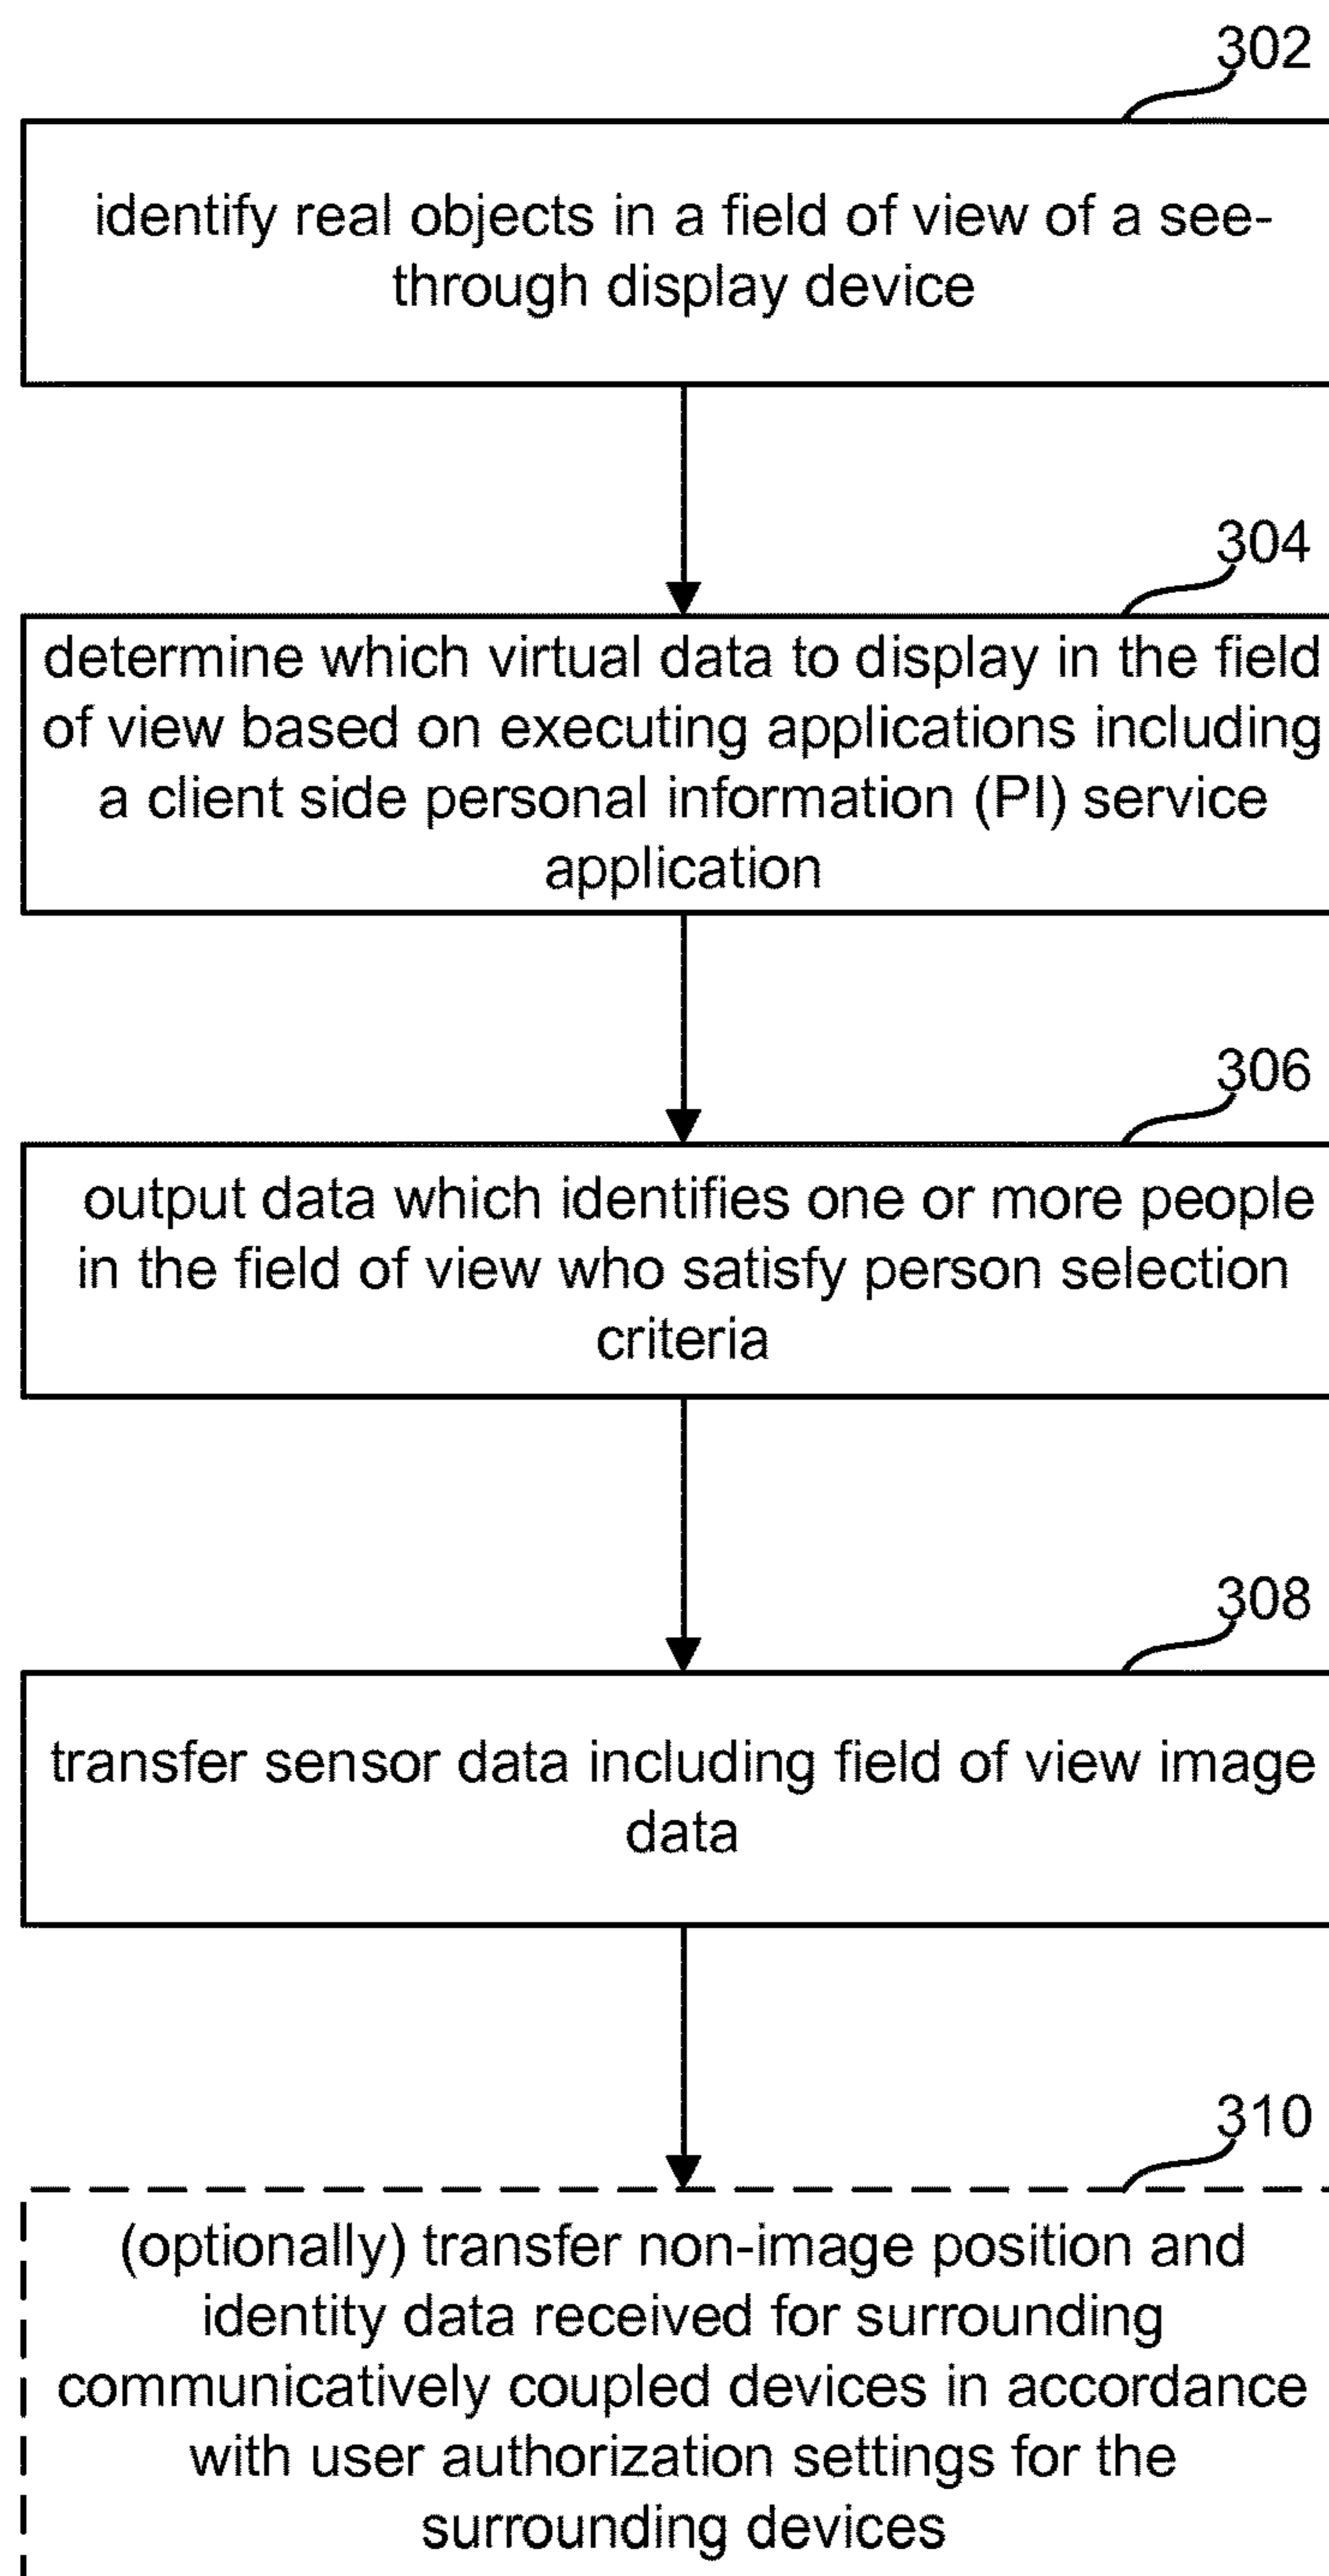 302
identify real objects in a field of view of a see-
through display device
304
determine which virtual data to display in the field
of view based on executing applications including
a client side personal information (PI) service
application
306
output data which identifies one or more people
in the field of view who satisfy person selection
criteria
308
transfer sensor data including field of view image
data
310
(optionally) transfer non-image position and
identity data received for surrounding
communicatively coupled devices in accordance
with user authorization settings for the
surrounding devices